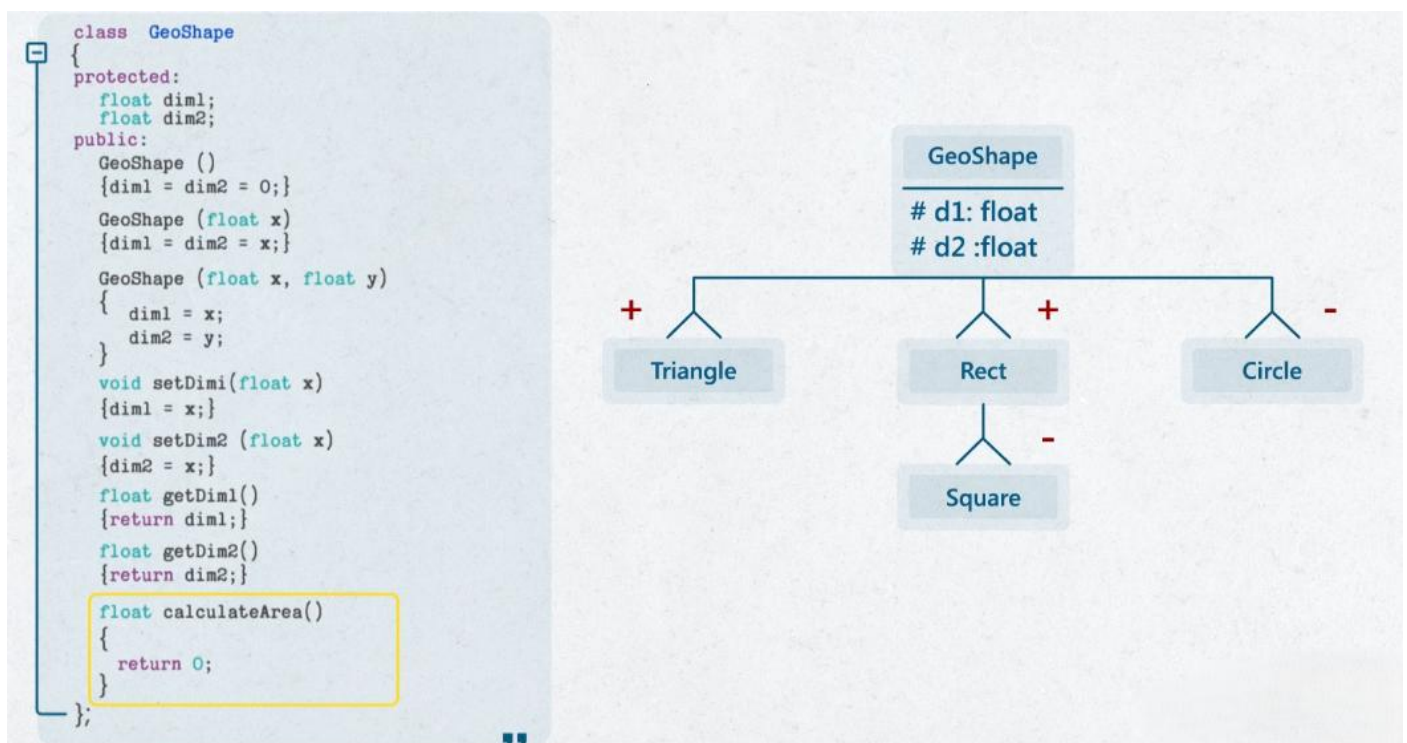 class GeoShape
{
protected:
float dim1;
float dim2;
public:
GeoShape ()
{dim1 = dim2 = 0;}
GeoShape (float x)
{dim1 = dim2 = x;}
GeoShape (float x, float y)
{
dim1 = x;
dim2 = y;
}
void setDimi(float x)
{dim1 = x;}
void setDim2 (float x)
{dim2 = x;}
float getDim1()
{return dim1;}
float getDim2()
{return dim2;}
float calculateArea()
{
return 0;
}
};
GeoShape
# d1: float
# d2 :float
+
+
-
Triangle
Rect
Circle
-
Square